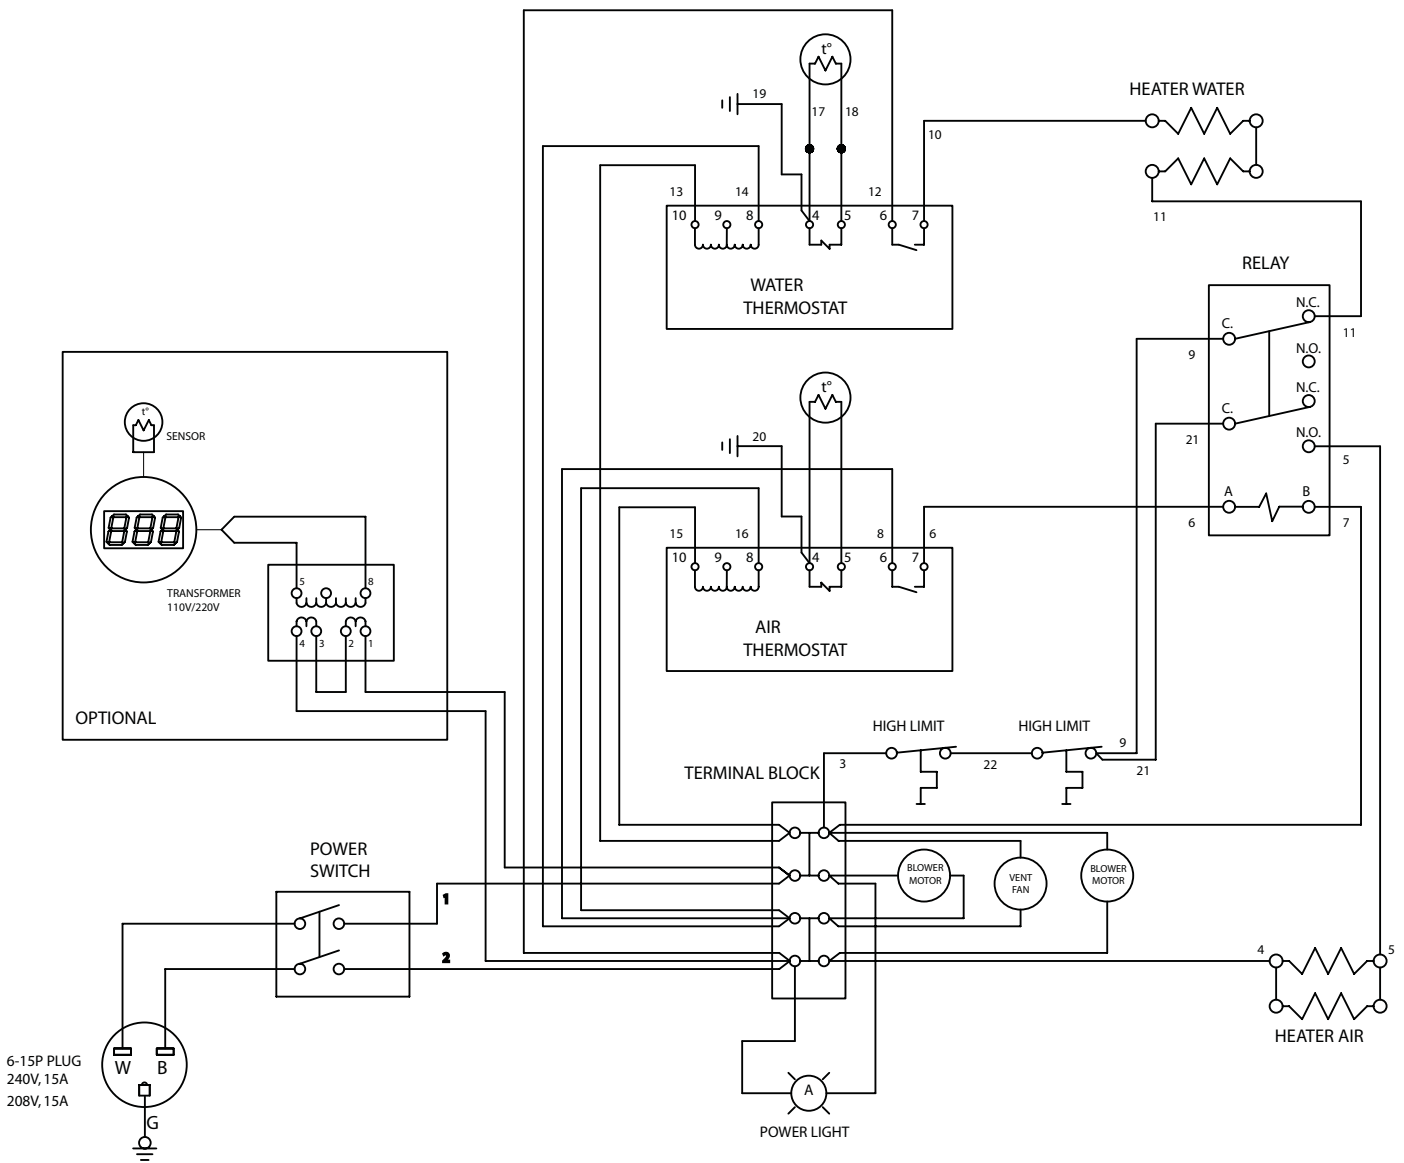 t°
HEATER WATER
19
17
18
10
13
14
12
10
9
8
4
5
6
7
11
WATER
THERMOSTAT
RELAY
N.C.
C.
11
9
N.O.
N.C.
C.
N.O.
21
5
t°
t°
SENSOR
20
A
B
6
7
888
15
16
8
6
10
9
8
4
5
6
7
TRANSFORMER
110V/220V
5
8
4
3
2
1
AIR
THERMOSTAT
OPTIONAL
HIGH LIMIT
HIGH LIMIT
9
3
22
21
TERMINAL BLOCK
POWER
SWITCH
BLOWER
MOTOR
VENT
FAN
BLOWER
MOTOR
1
2
4
5
HEATER AIR
6-15P PLUG
240V, 15A
208V, 15A
W
B
G
A
POWER LIGHT